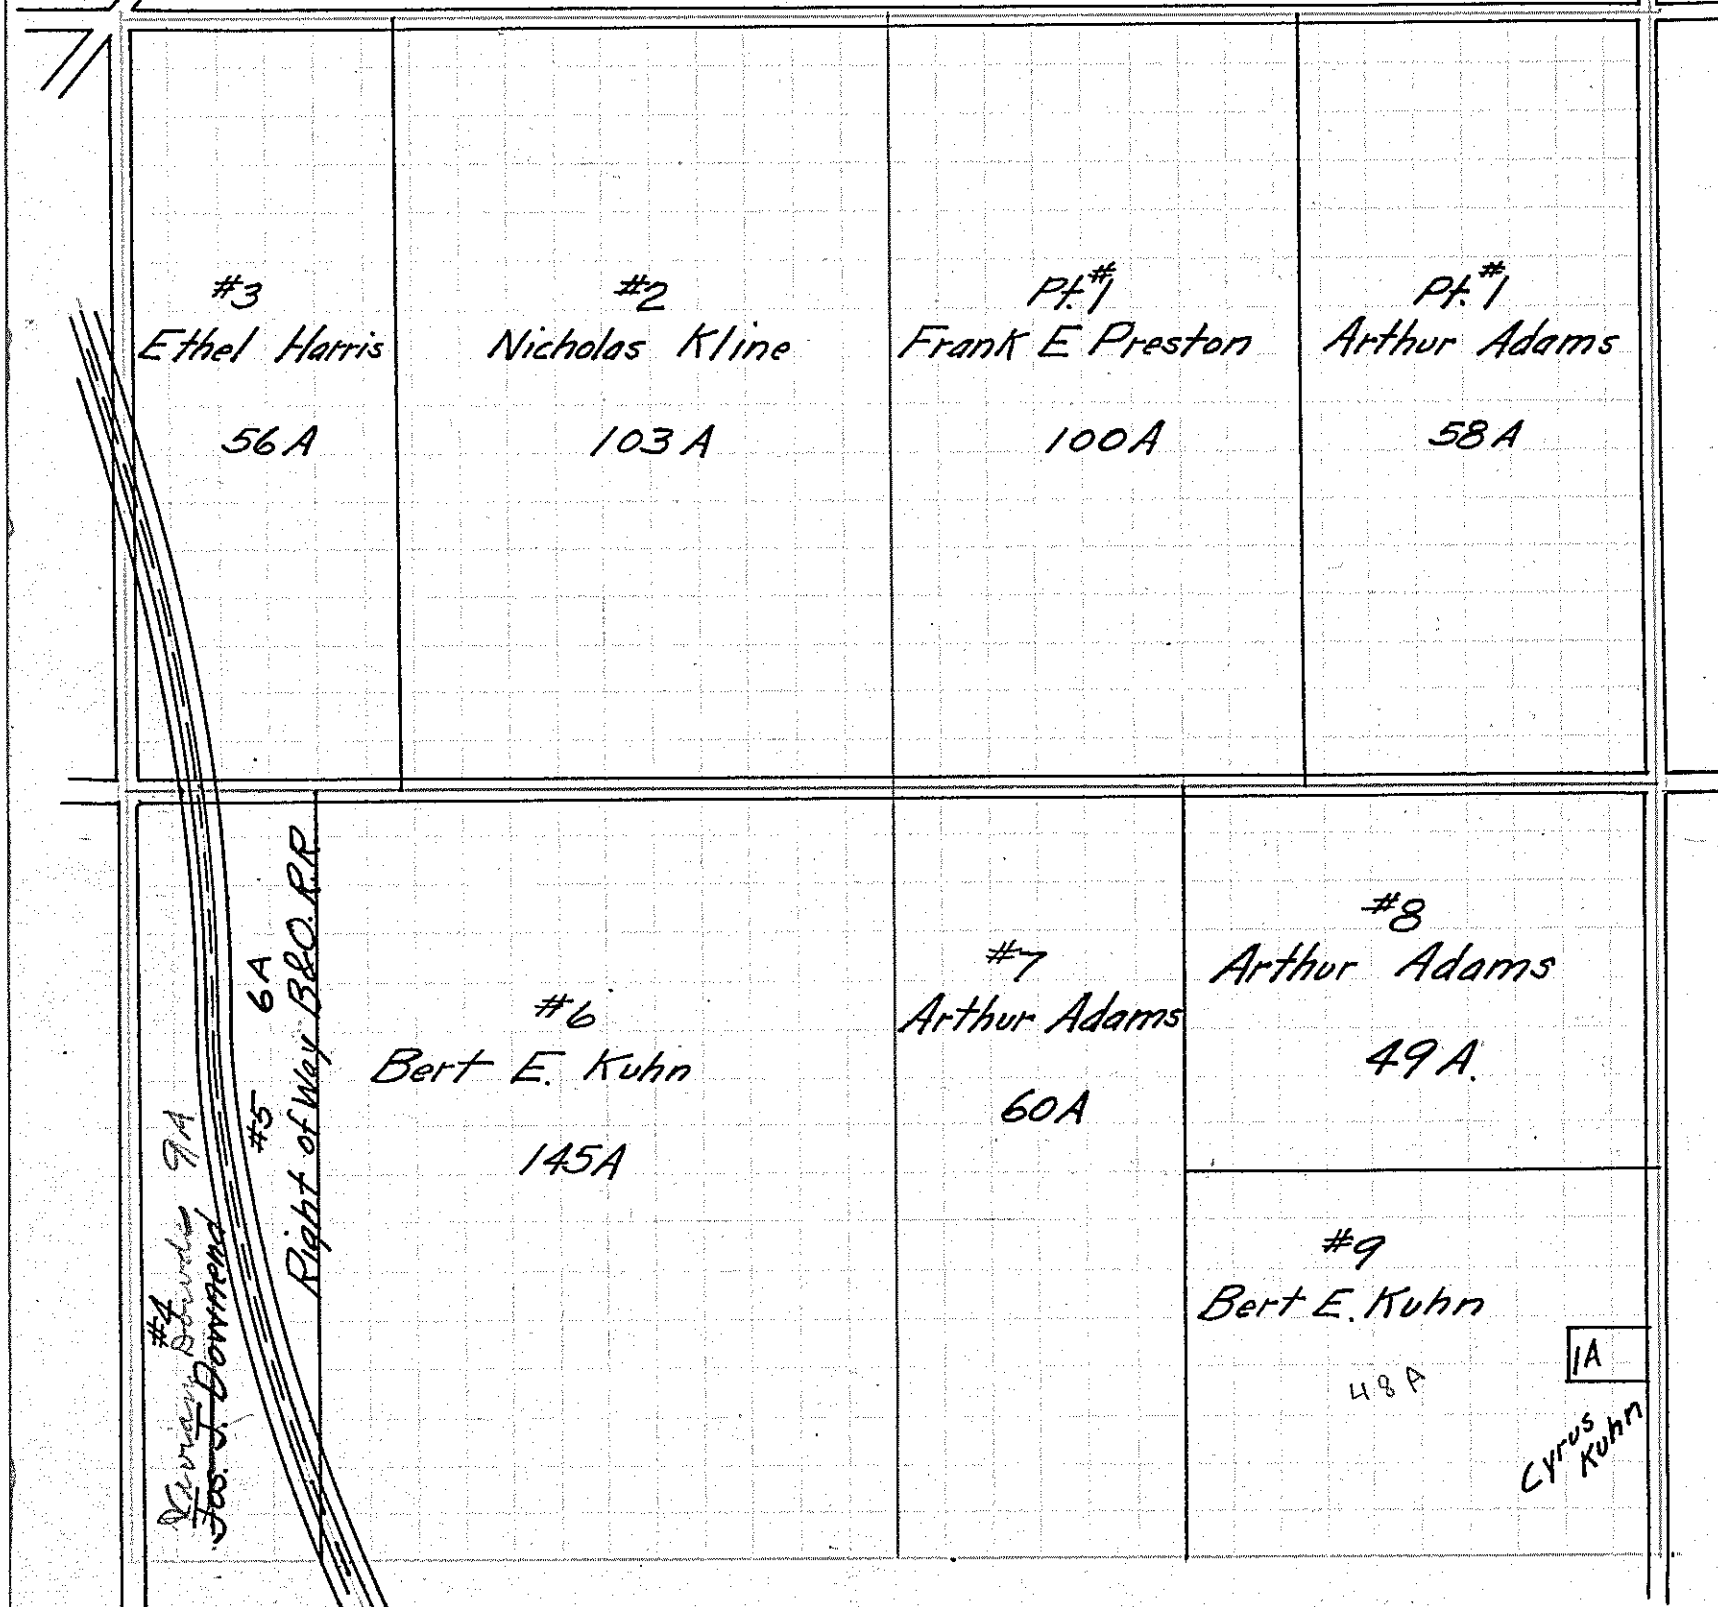 #3
Ethel Harris
56A
#2
Nicholas Kline
103A
Pt.#1
Frank E Preston
100A
Pt.#1
Arthur Adams
58A
#4
9A
Jos. J. Downend
#5 6A
Right of Way B&O. R.R.
#6
Bert E. Kuhn
145A
#7
Arthur Adams
60A
#8
Arthur Adams
49A.
#9
Bert E. Kuhn
48A
1A
Cyrus
Kuhn